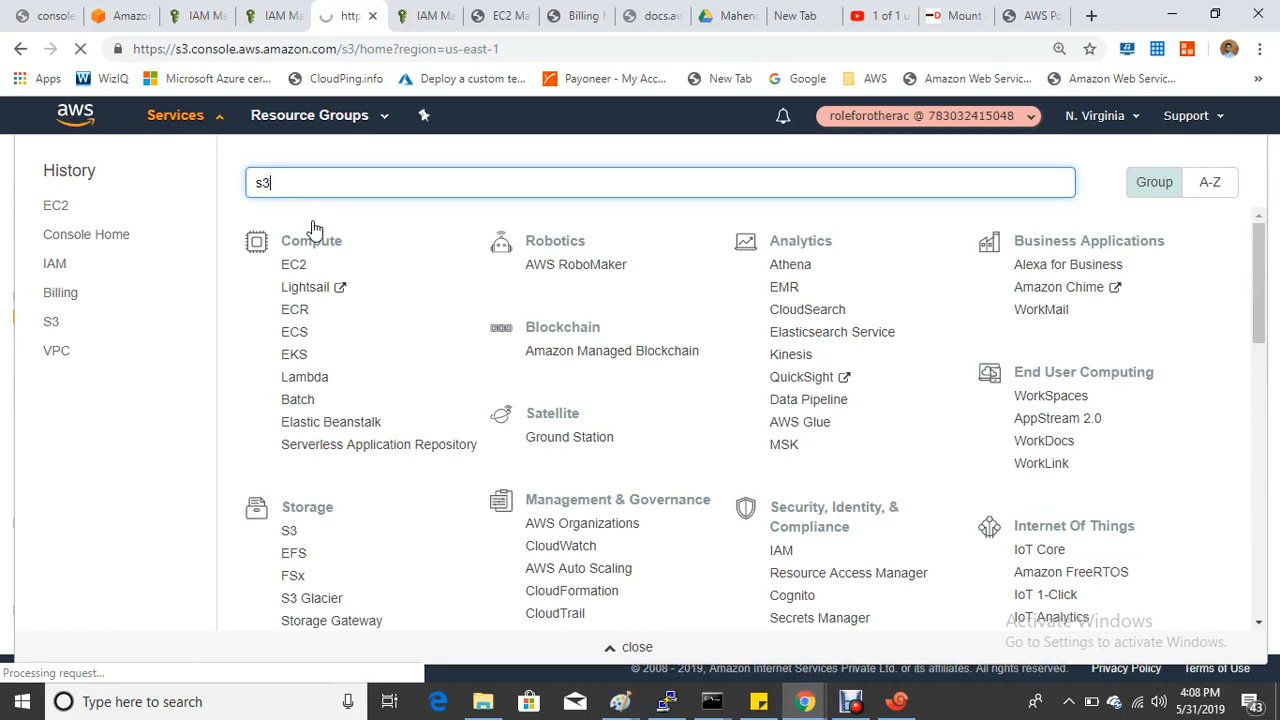 consol
Amazo
IAM Ma
IAM Ma
http
IAM Ma
EC2 Ma
Billing M
docs.aw
Mahend
New Tab
1 of 1 u
Mount A
AWS Po
https://s3.console.aws.amazon.com/s3/home?region=us-east-1
Apps
WizIQ
Microsoft Azure cer...
CloudPing.info
Deploy a custom te...
Payoneer - My Acc...
New Tab
Google
AWS
Amazon Web Servic...
Amazon Web Servic...
»
aws
Services
Resource Groups
roleforotherac @ 783032415048
N. Virginia
Support
History
EC2
Console Home
IAM
Billing
S3
VPC
s3
Group
A-Z
Compute
EC2
Lightsail
ECR
ECS
EKS
Lambda
Batch
Elastic Beanstalk
Serverless Application Repository
Storage
S3
EFS
FSx
S3 Glacier
Storage Gateway
Robotics
AWS RoboMaker
Blockchain
Amazon Managed Blockchain
Satellite
Ground Station
Management & Governance
AWS Organizations
CloudWatch
AWS Auto Scaling
CloudFormation
CloudTrail
Analytics
Athena
EMR
CloudSearch
Elasticsearch Service
Kinesis
QuickSight
Data Pipeline
AWS Glue
MSK
Security, Identity, &
Compliance
IAM
Resource Access Manager
Cognito
Secrets Manager
Business Applications
Alexa for Business
Amazon Chime
WorkMail
End User Computing
WorkSpaces
AppStream 2.0
WorkDocs
WorkLink
Internet Of Things
IoT Core
Amazon FreeRTOS
IoT 1-Click
IoT Analytics
Activate Windows
Go to Settings to activate Windows.
close
Processing request...
© 2008 - 2019, Amazon Internet Services Private Ltd. or its affiliates. All rights reserved.
Privacy Policy
Terms of Use
Type here to search
4:08 PM
5/31/2019
43